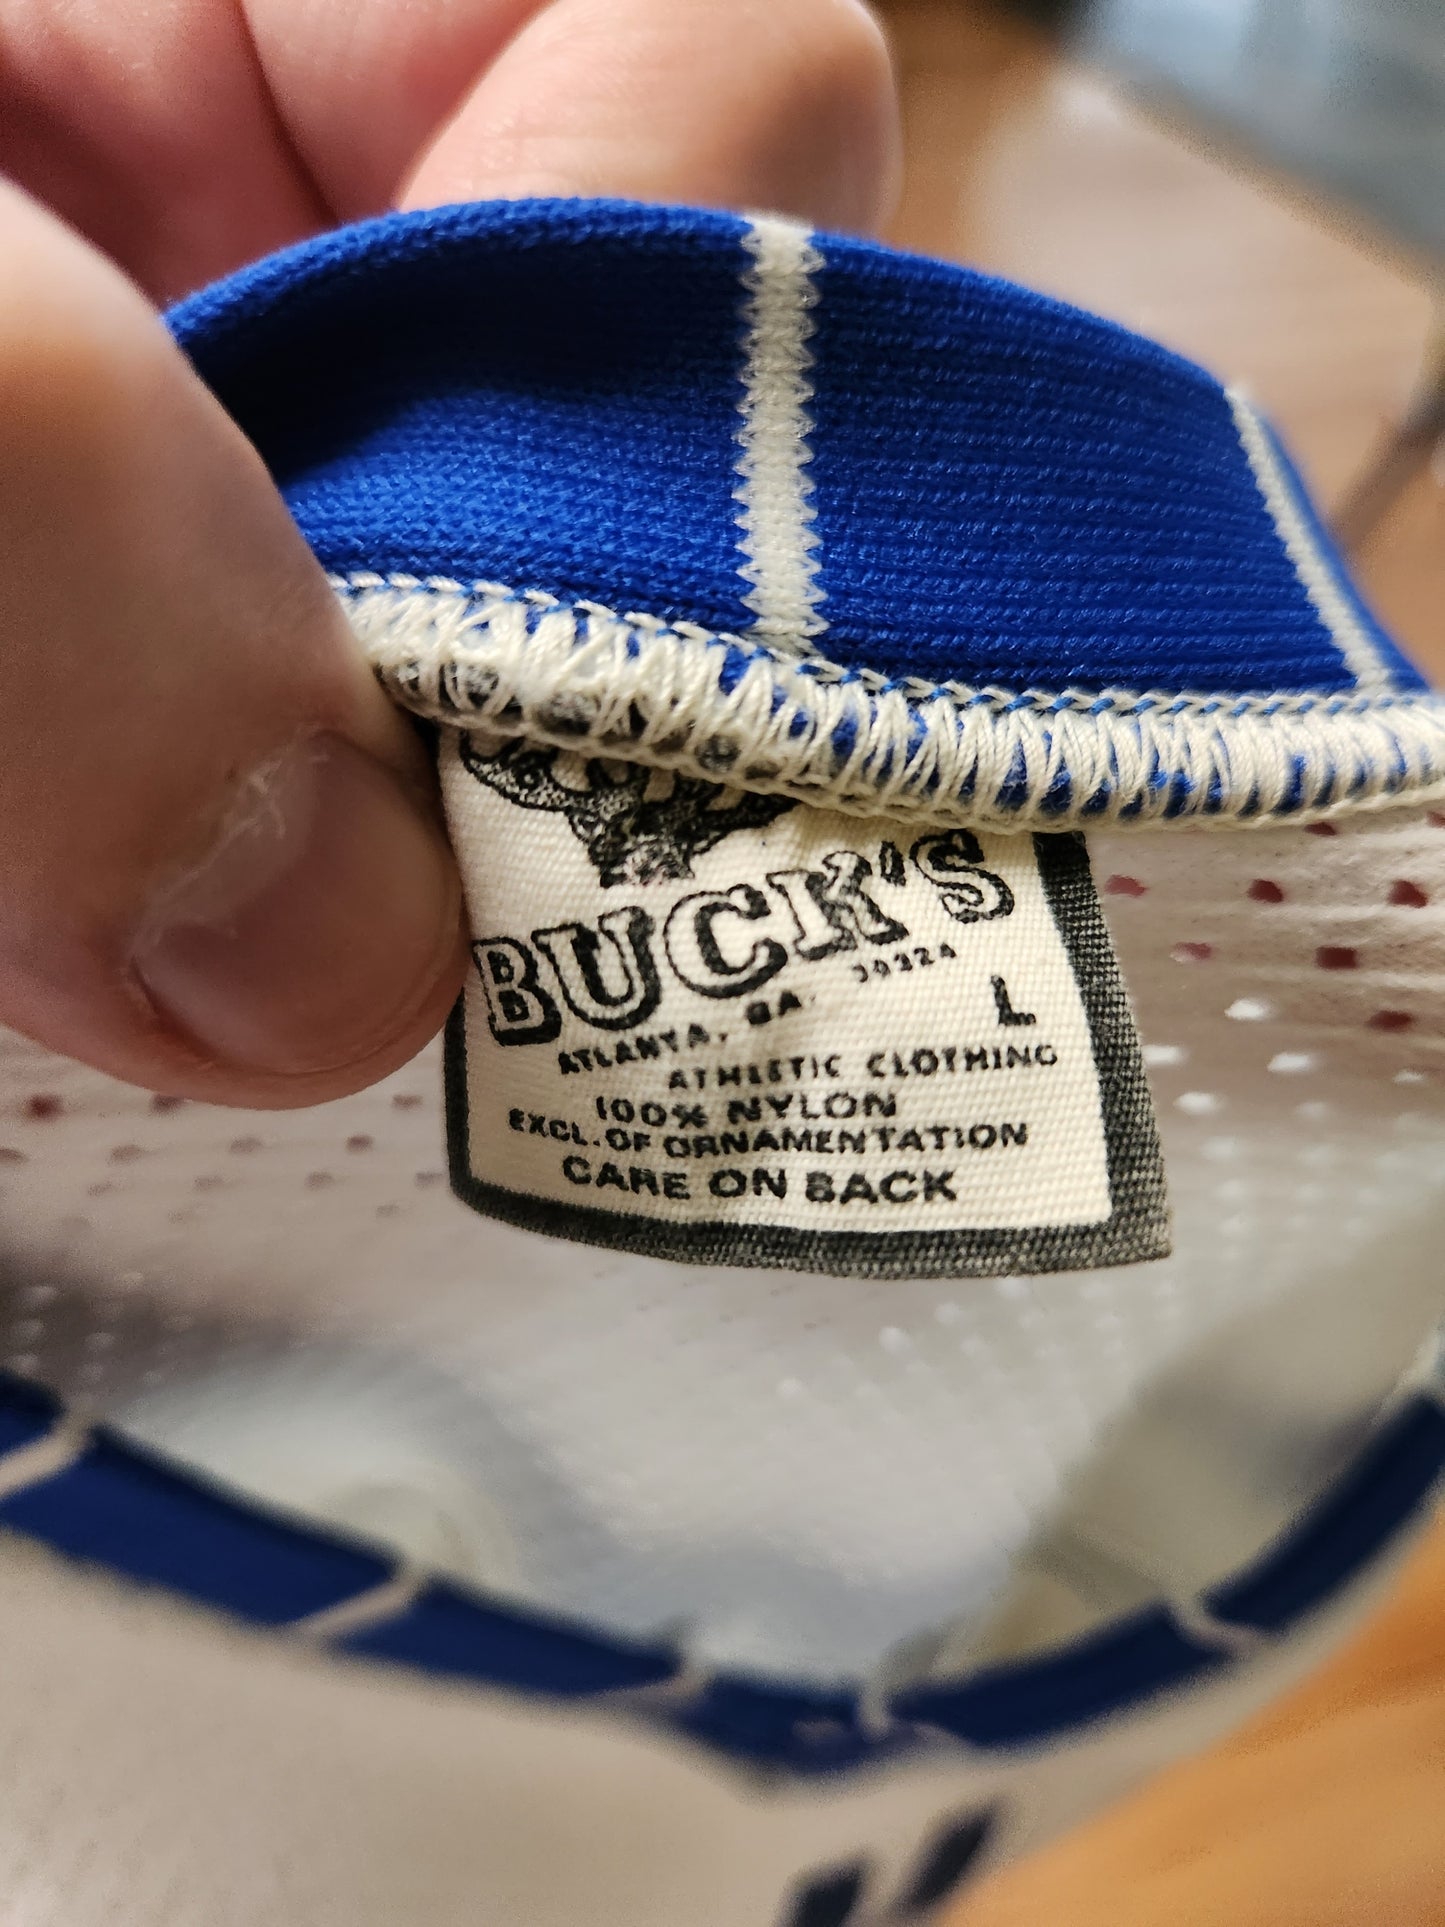 BUCK'S
ATLANTA, GA. 30324
L
ATHLETIC CLOTHING
100% NYLON
EXCL. OF ORNAMENTATION
CARE ON BACK